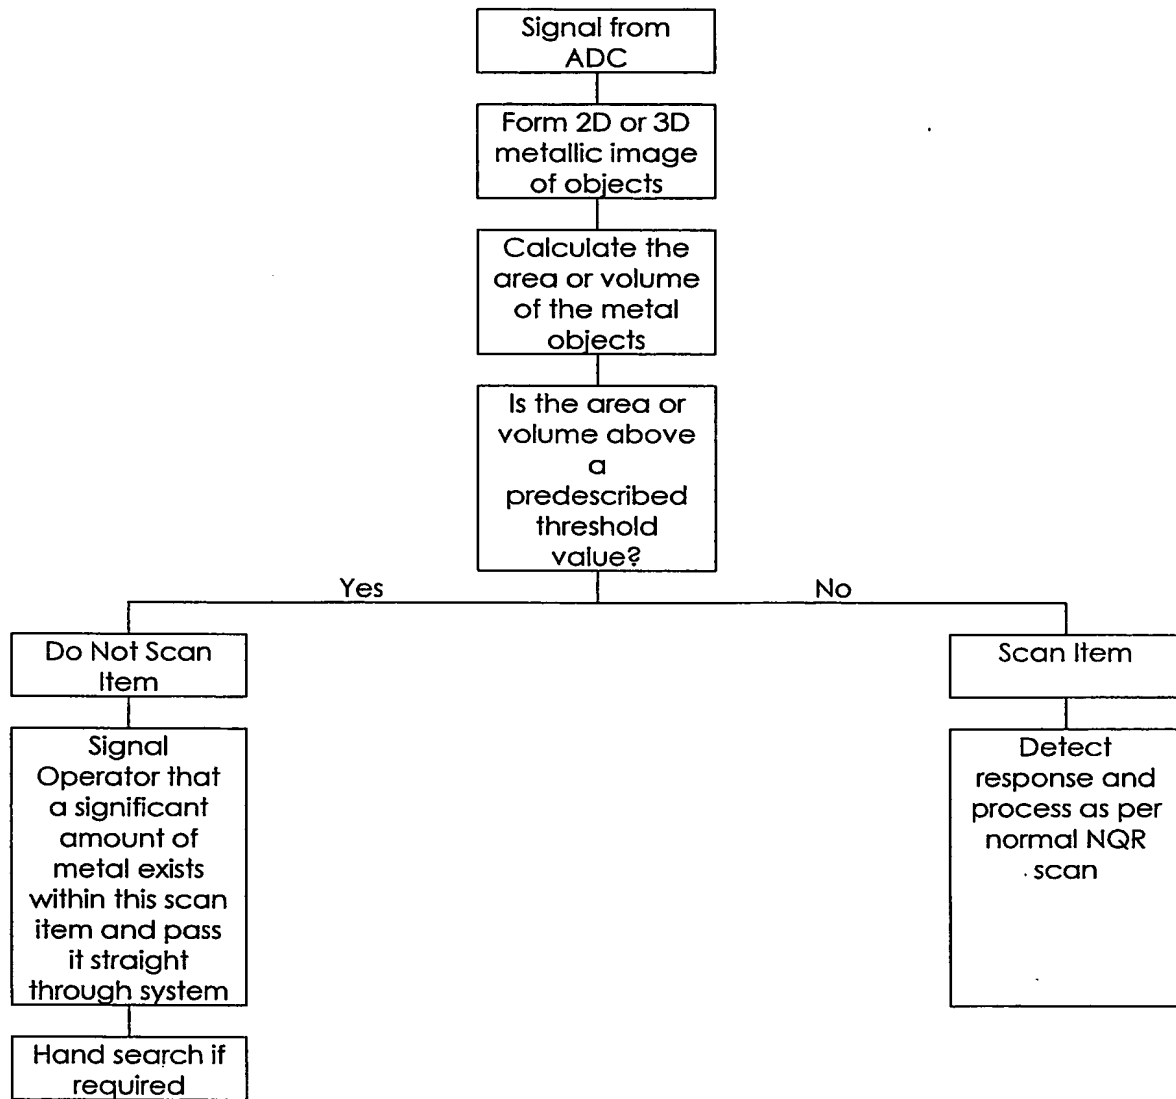 Signal from
ADC
Form 2D or 3D
metallic image
of objects
Calculate the
area or volume
of the metal
objects
Is the area or
volume above
a
predescribed
threshold
value?
Yes
No
Do Not Scan
Item
Signal
Operator that
a significant
amount of
metal exists
within this scan
item and pass
it straight
through system
Hand search if
required
Scan Item
Detect
response and
process as per
normal NQR
scan